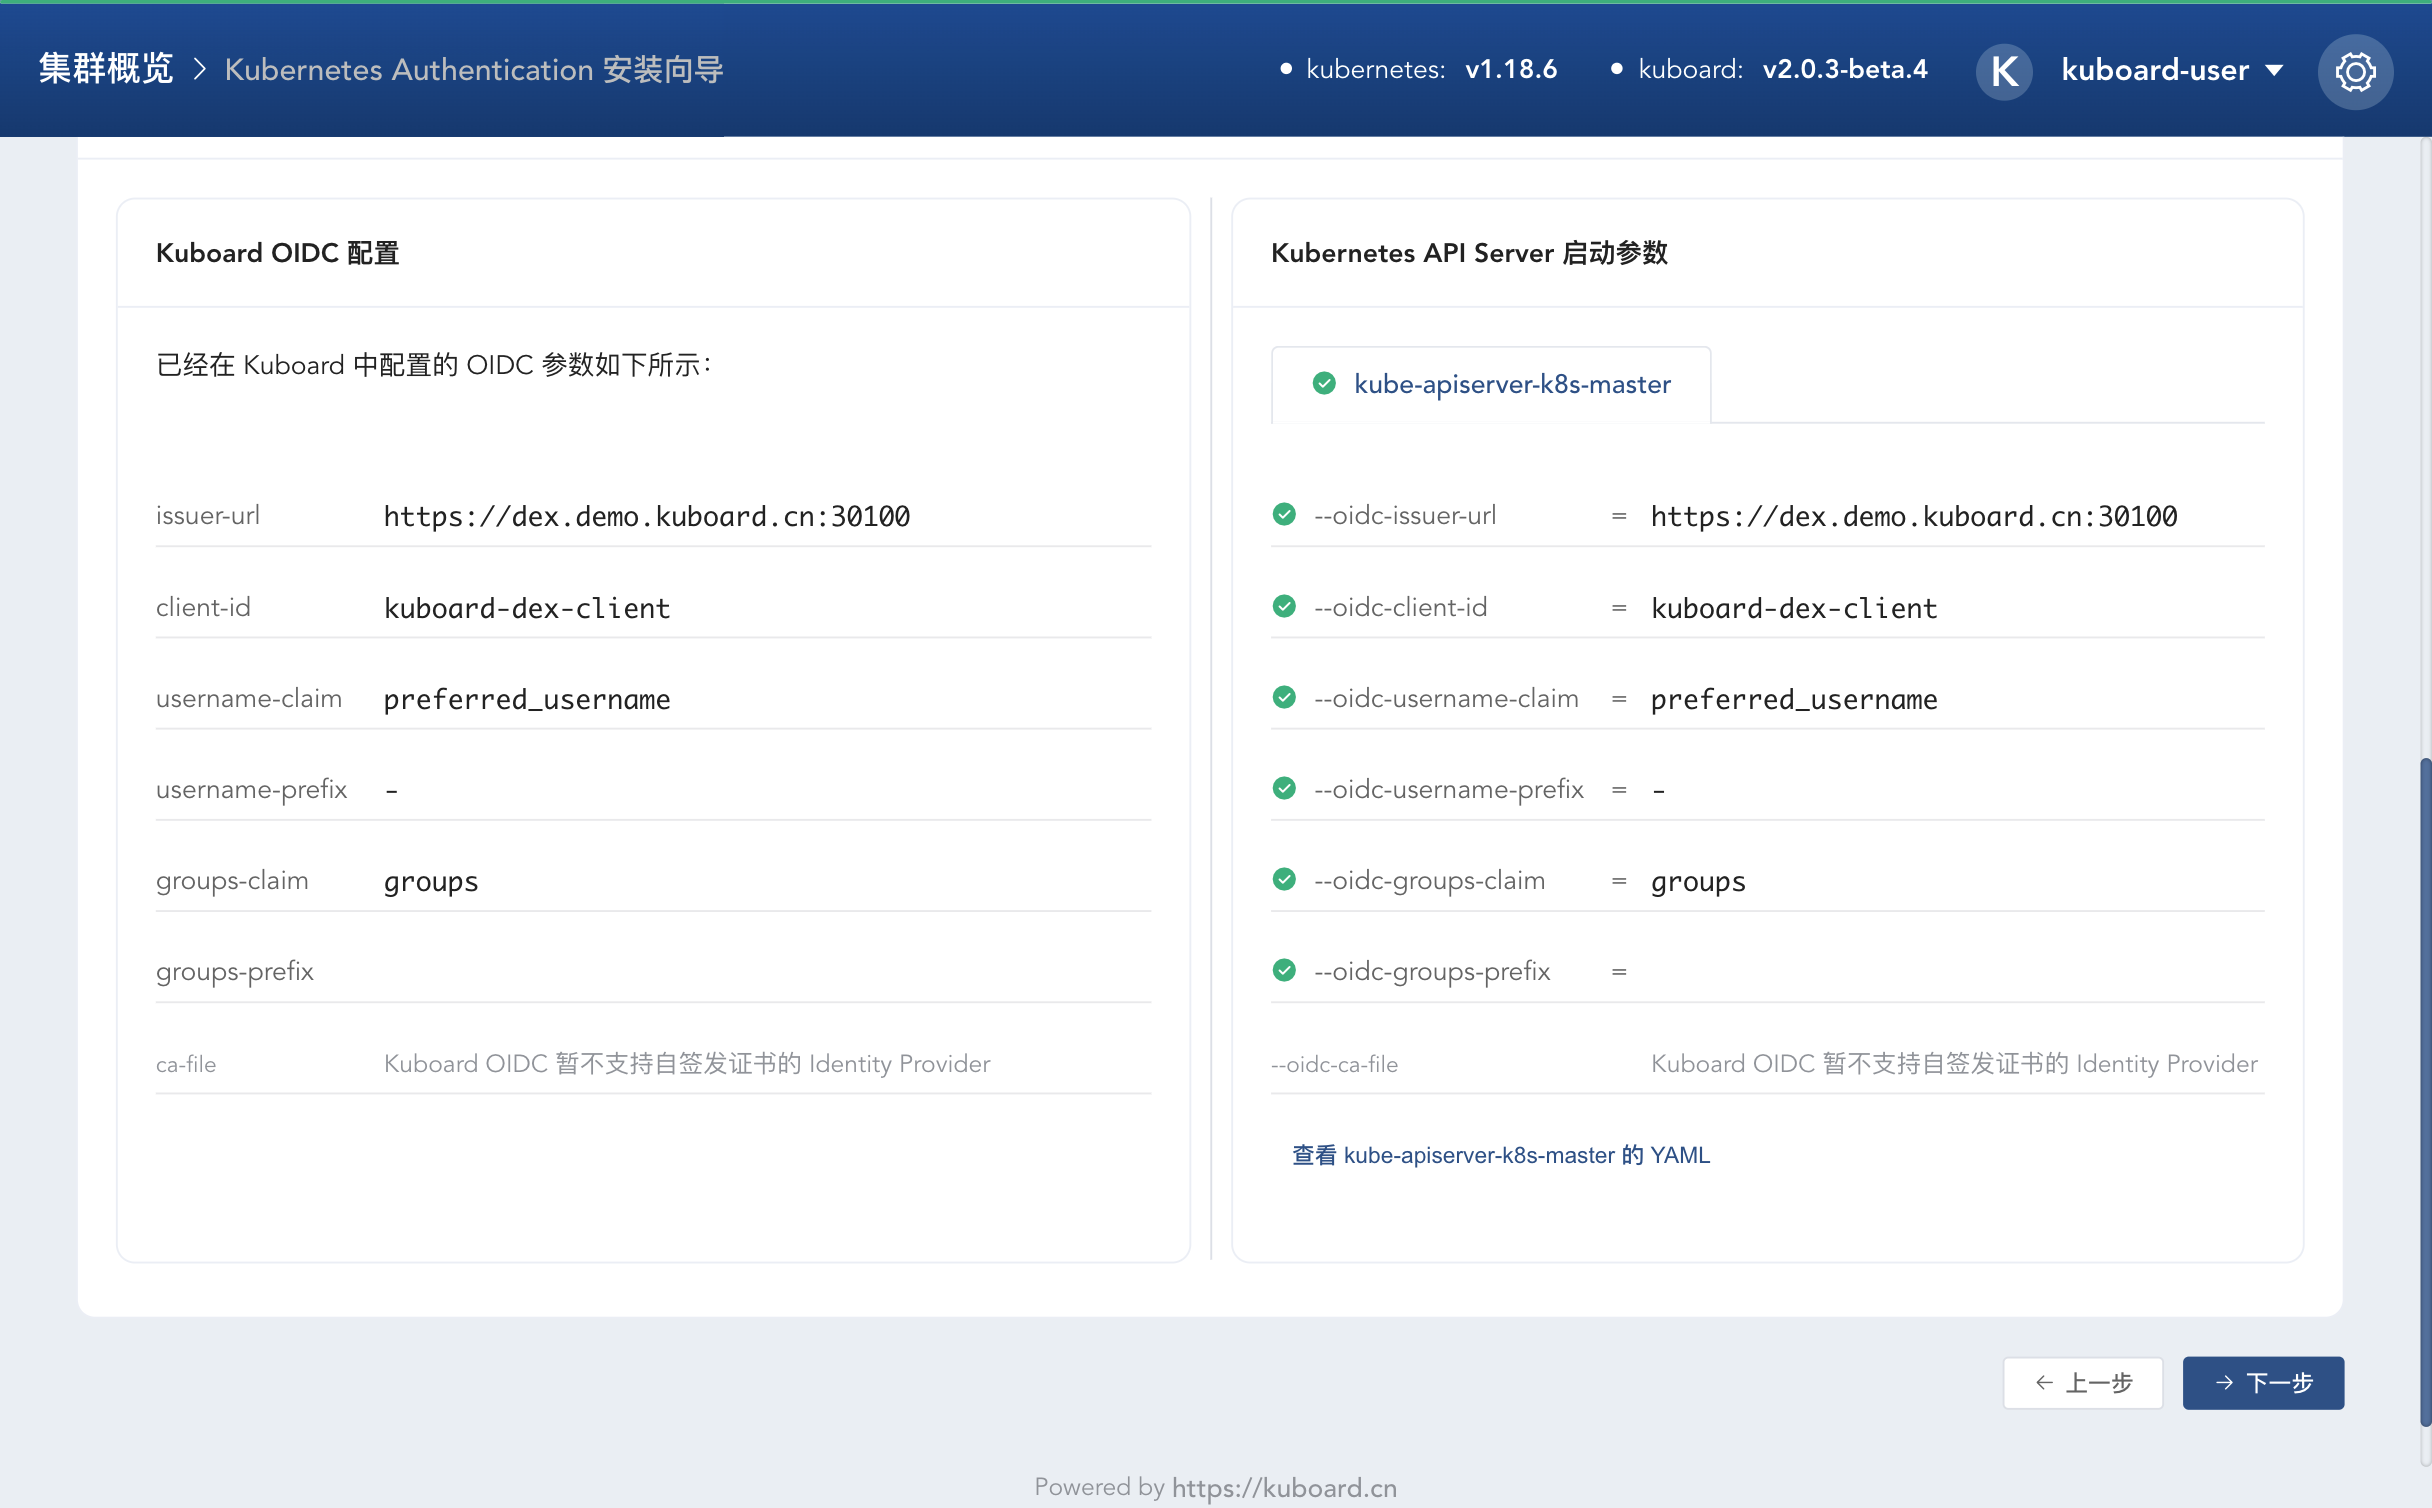 集群概览 > Kubernetes Authentication 安装向导 • kubernetes: v1.18.6 • kuboard: v2.0.3-beta.4 K kuboard-user
Kuboard OIDC 配置
已经在 Kuboard 中配置的 OIDC 参数如下所示：
issuer-url https://dex.demo.kuboard.cn:30100
client-id kuboard-dex-client
username-claim preferred_username
username-prefix -
groups-claim groups
groups-prefix
ca-file Kuboard OIDC 暂不支持自签发证书的 Identity Provider
Kubernetes API Server 启动参数
kube-apiserver-k8s-master
--oidc-issuer-url = https://dex.demo.kuboard.cn:30100
--oidc-client-id = kuboard-dex-client
--oidc-username-claim = preferred_username
--oidc-username-prefix = -
--oidc-groups-claim = groups
--oidc-groups-prefix =
--oidc-ca-file Kuboard OIDC 暂不支持自签发证书的 Identity Provider
查看 kube-apiserver-k8s-master 的 YAML
← 上一步 → 下一步
Powered by https://kuboard.cn